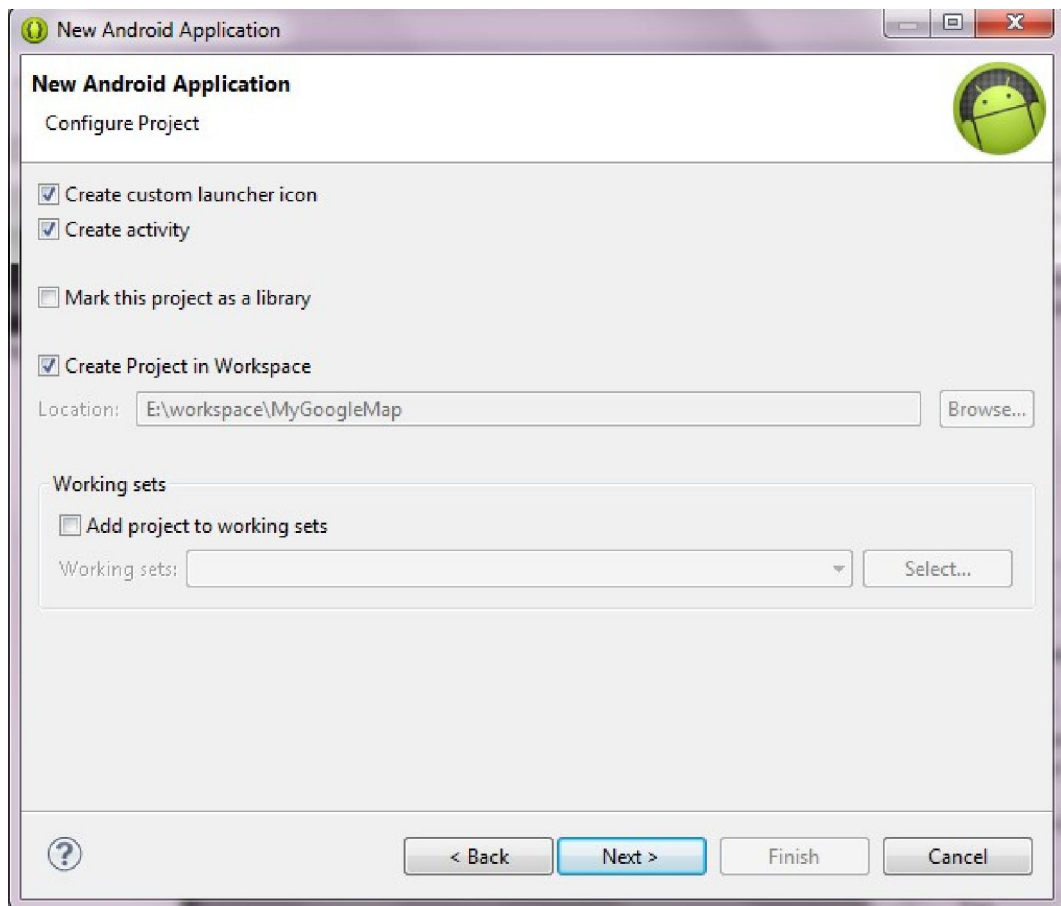 New Android Application
New Android Application
Configure Project
Create custom launcher icon
Create activity
Mark this project as a library
Create Project in Workspace
Location: E:\workspace\MyGoogleMap Browse...
Working sets
Add project to working sets
Working sets: Select...
? < Back Next > Finish Cancel